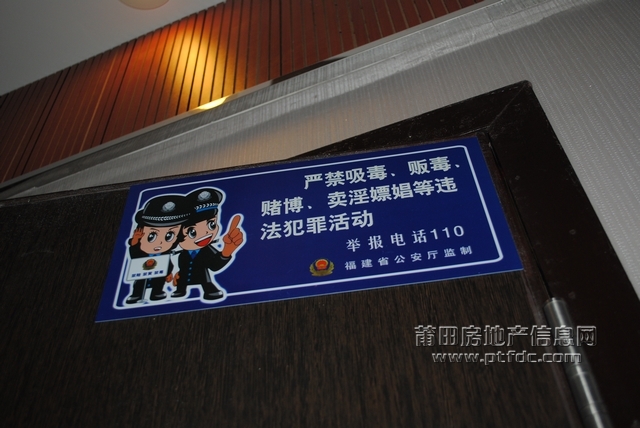 严禁吸毒、贩毒、
赌博、卖淫嫖娼等违
法犯罪活动
举报电话110
福建省公安厅监制
莆田房地产信息网
www.ptfdc.com